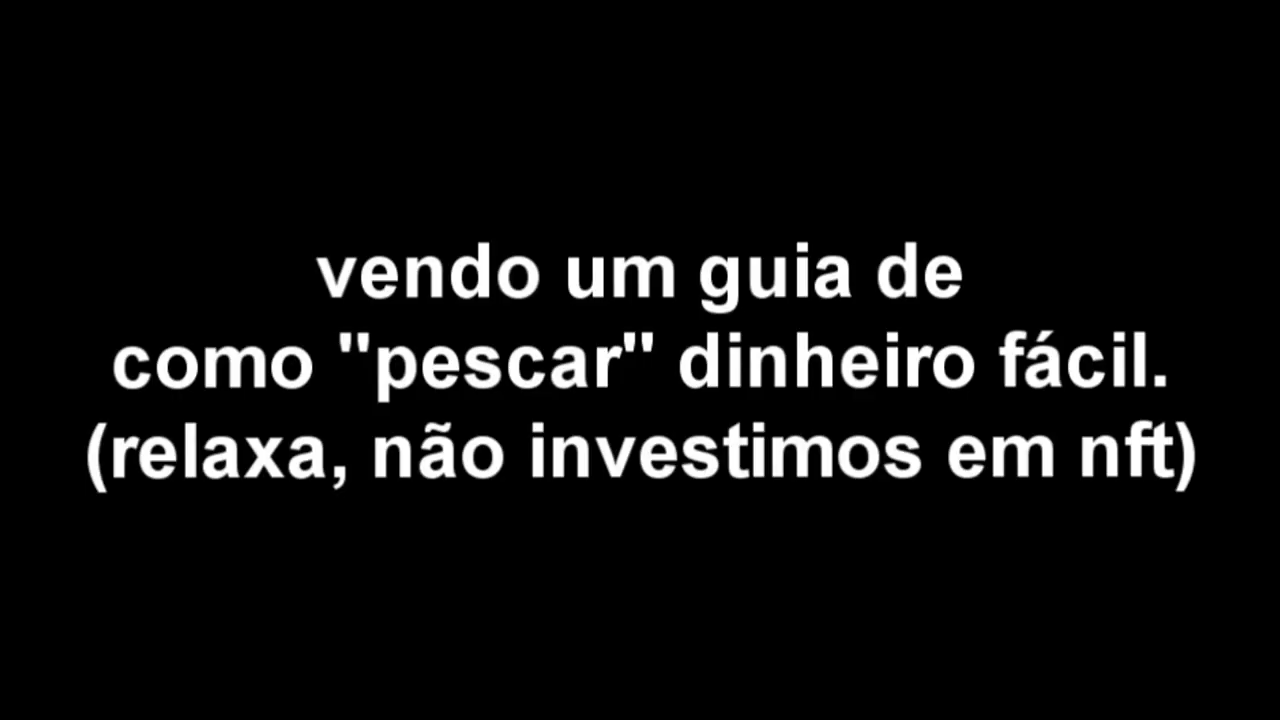 vendo um guia de
como "pescar" dinheiro fácil.
(relaxa, não investimos em nft)